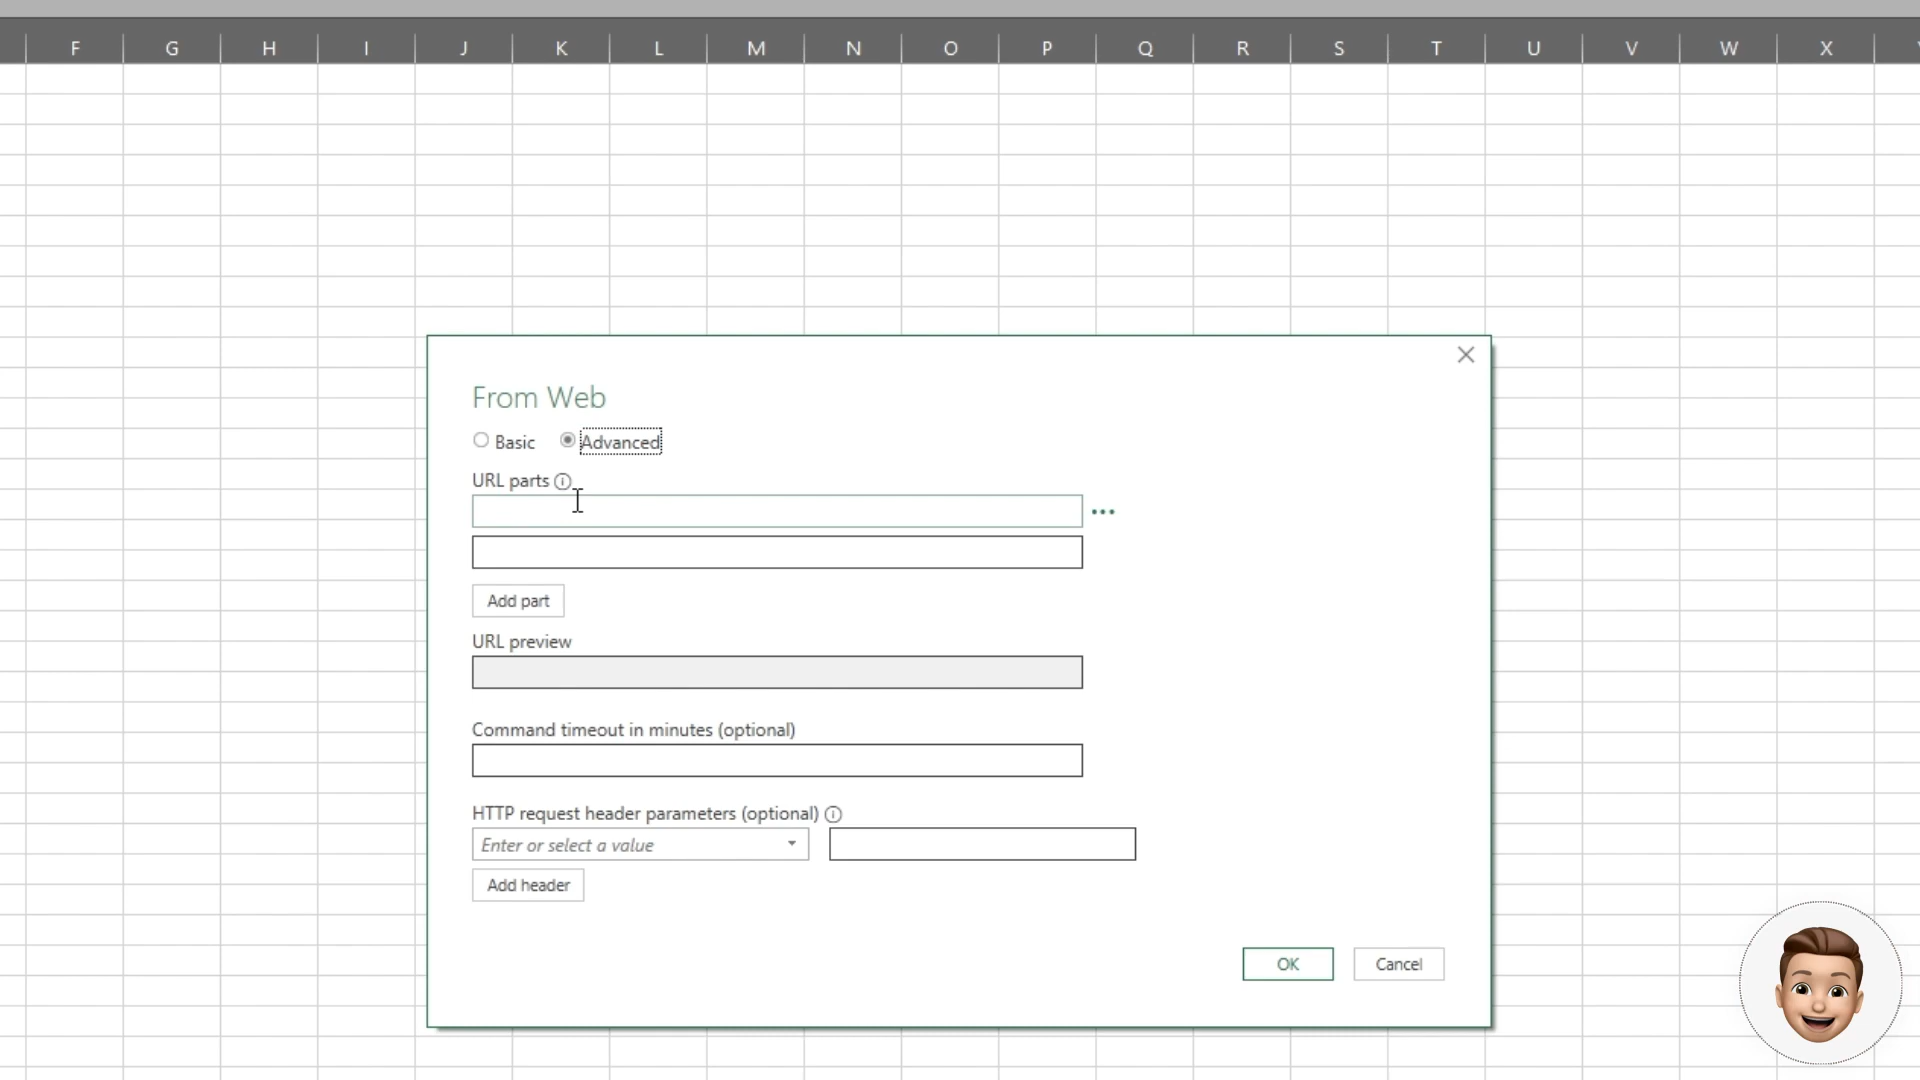 F G H I J K L M N O P Q R S T U V W X
From Web
Basic Advanced
URL parts
Add part
URL preview
Command timeout in minutes (optional)
HTTP request header parameters (optional)
Enter or select a value
Add header
OK Cancel